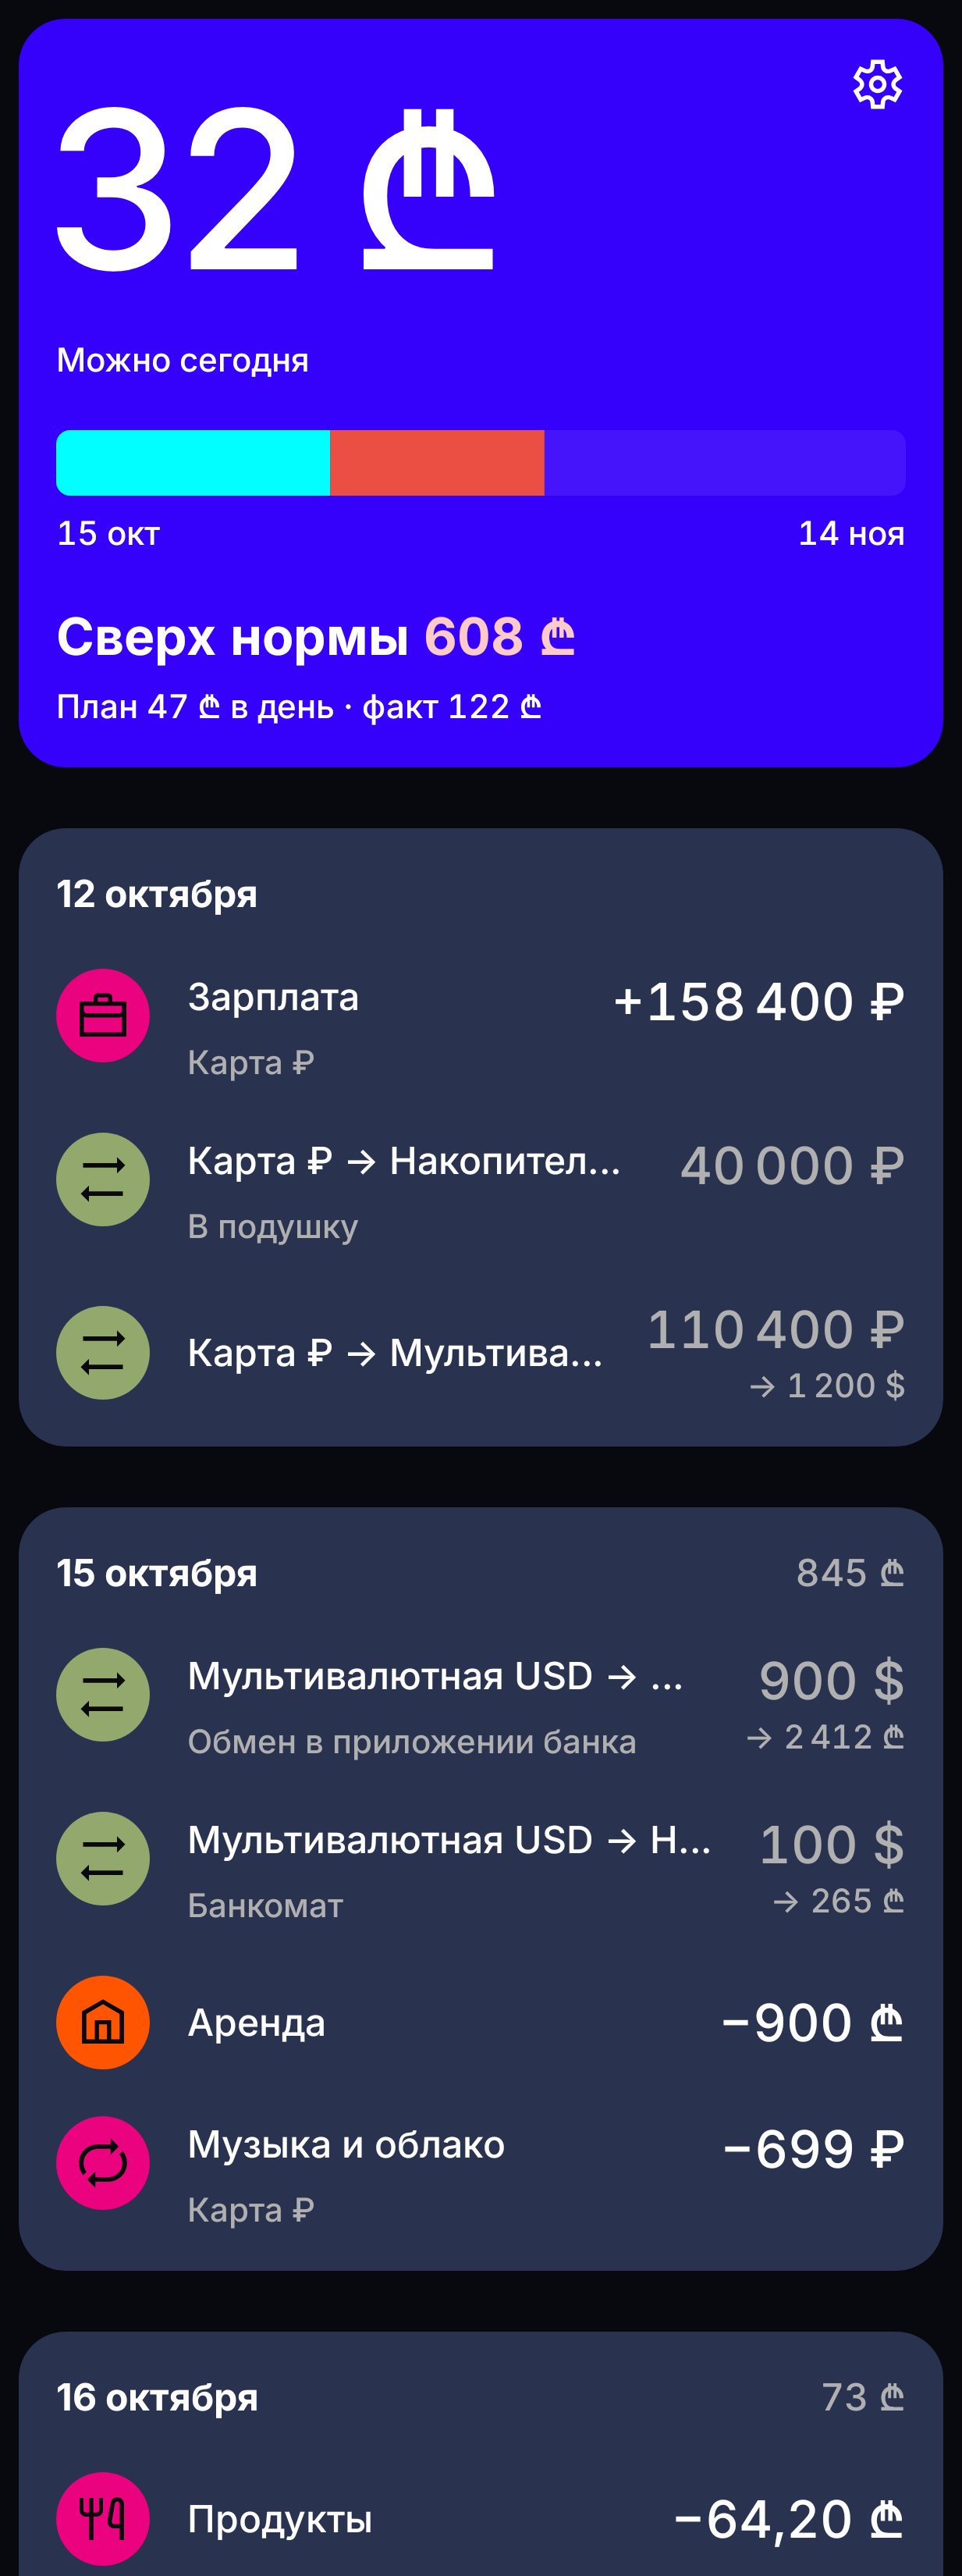 32 ₾
Можно сегодня
15 окт
14 ноя
Сверх нормы 608 ₾
План 47 ₾ в день · факт 122 ₾
12 октября
Зарплата
+158 400 ₽
Карта ₽
Карта ₽ → Накопител...
40 000 ₽
В подушку
Карта ₽ → Мультива...
110 400 ₽
→ 1 200 $
15 октября
845 ₾
Мультивалютная USD → ...
900 $
Обмен в приложении банка
→ 2 412 ₾
Мультивалютная USD → Н...
100 $
Банкомат
→ 265 ₾
Аренда
−900 ₾
Музыка и облако
−699 ₽
Карта ₽
16 октября
73 ₾
Продукты
−64,20 ₾